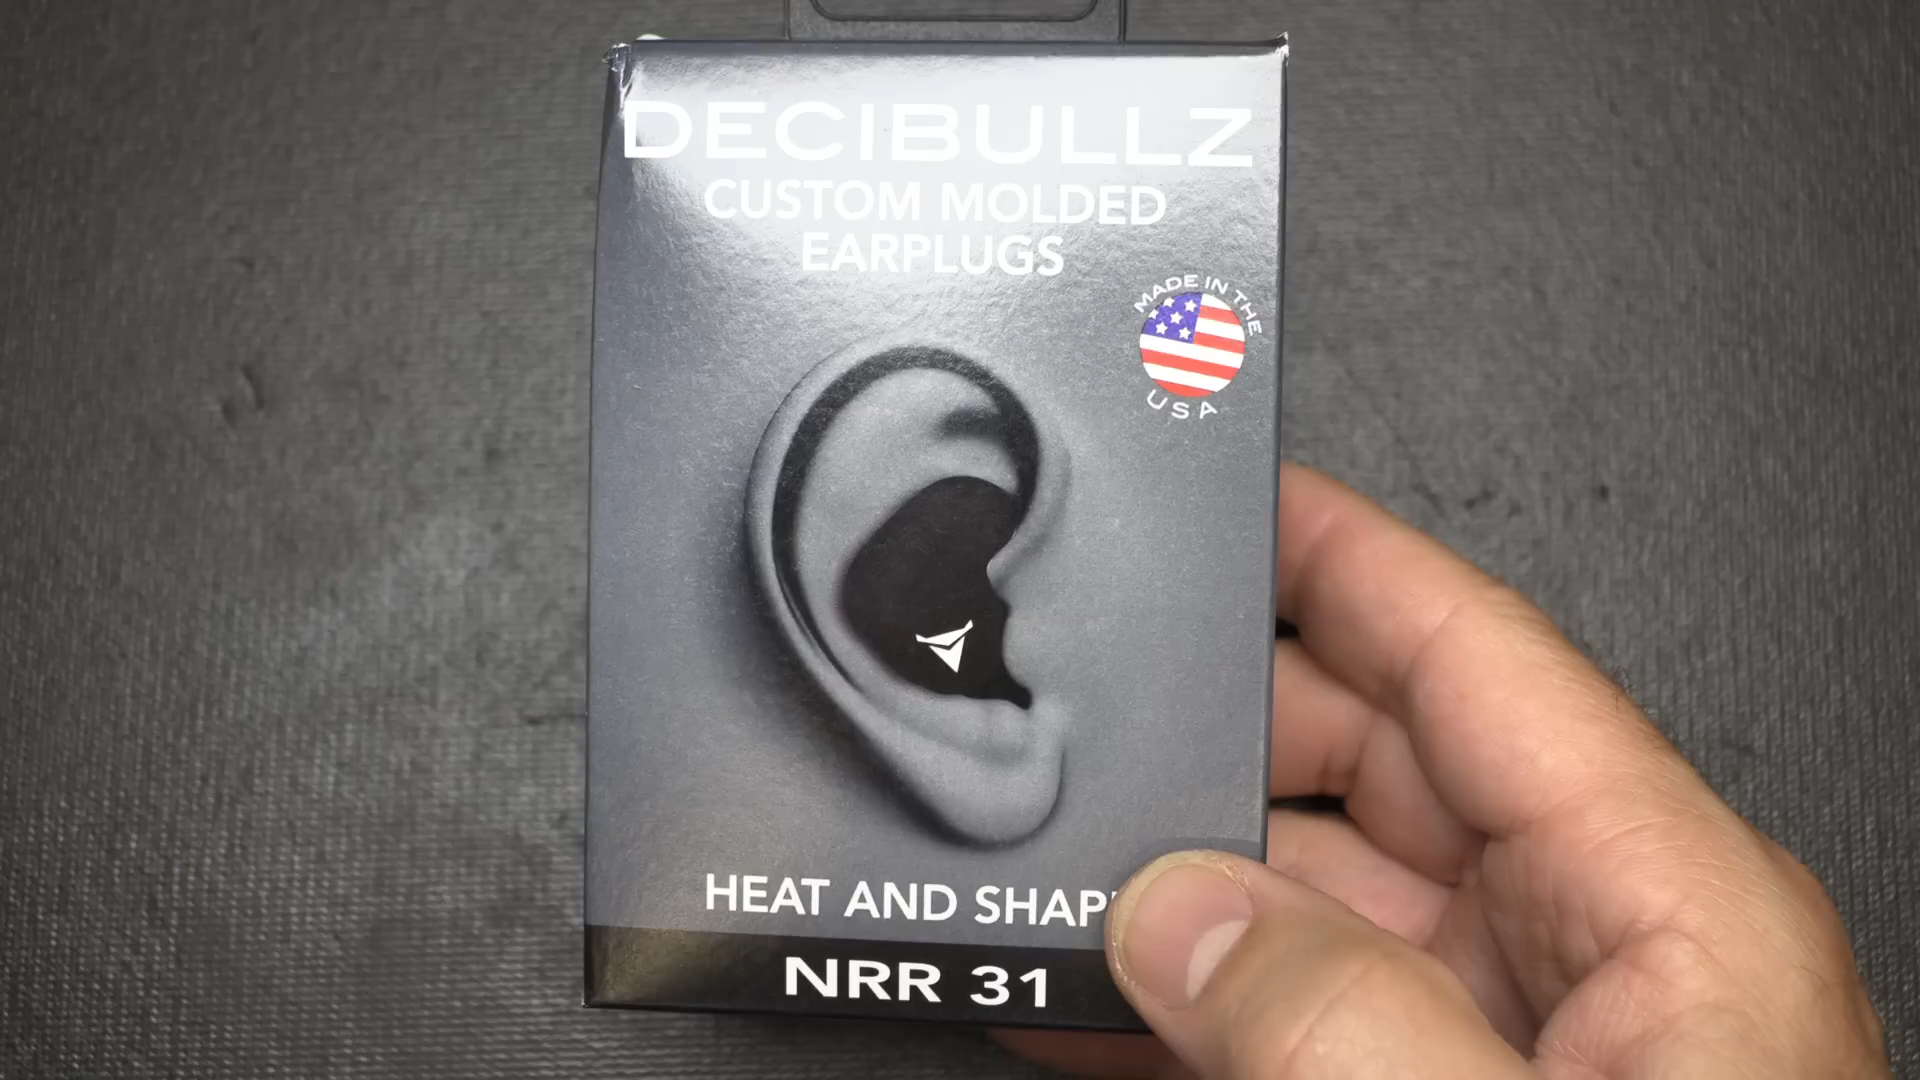 DECIBULLZ
CUSTOM MOLDED
EARPLUGS
MADE IN THE
USA
HEAT AND
NRR 31